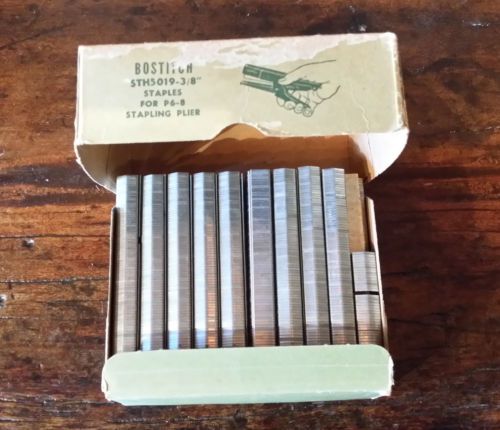 BOSTITCH
"STH5019-3/8"
STAPLES
FOR P6-8
STAPLING PLIER